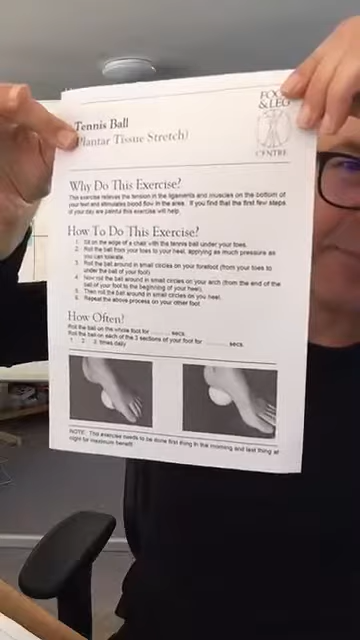 FOOT
& LEG
CENTRE
Tennis Ball
(Plantar Tissue Stretch)
Why Do This Exercise?
This exercise relieves the tension in the ligaments and muscles on the bottom of
your feet and stimulates blood flow in the area. If you find that the first few steps
of your day are painful this exercise will help.
How To Do This Exercise?
1. Sit on the edge of a chair with the tennis ball under your toes.
2. Roll the ball from your toes to your heel, applying as much pressure as
you can tolerate.
3. Roll the ball around in small circles on your forefoot (from your toes to
under the ball of your foot)
4. Now roll the ball around in small circles on your arch (from the end of the
ball of your foot to the beginning of your heel).
5. Then roll the ball around in small circles on you heel.
6. Repeat the above process on your other foot
How Often?
Roll the ball on the whole foot for ........ secs.
Roll the ball on each of the 3 sections of your foot for ........ secs
1 2 3 times daily
NOTE: This exercise needs to be done first thing in the morning and last thing at
night for maximum benefit